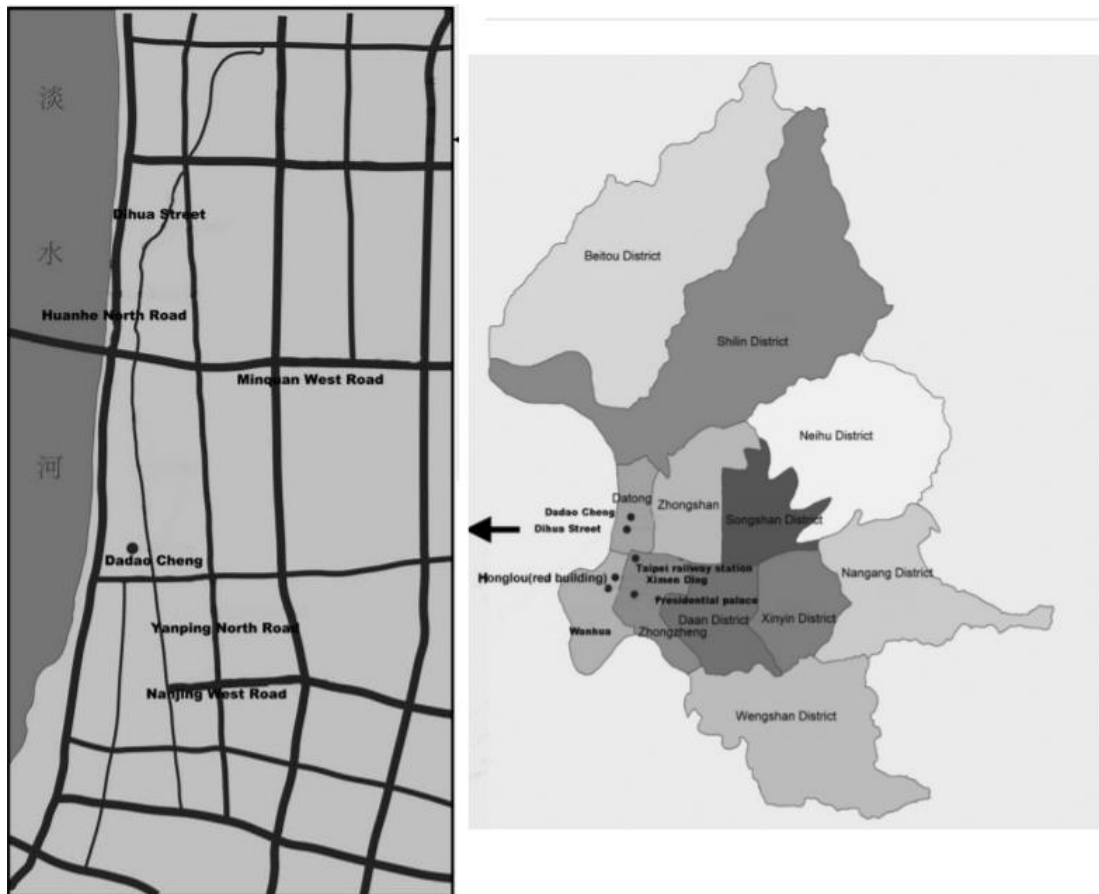 淡
水
河
Dihua Street
Huanhe North Road
Minquan West Road
Dadao Cheng
Yanping North Road
Nanjing West Road
Beitou District
Shilin District
Neihu District
Datong
Zhongshan
Songshan District
Dadao Cheng
Dihua Street
Taipei railway station
Honglou(red building)
Ximen Ding
Nangang District
Presidential palace
Daan District
Xinyin District
Wanhua
Zhongzheng
Wengshan District